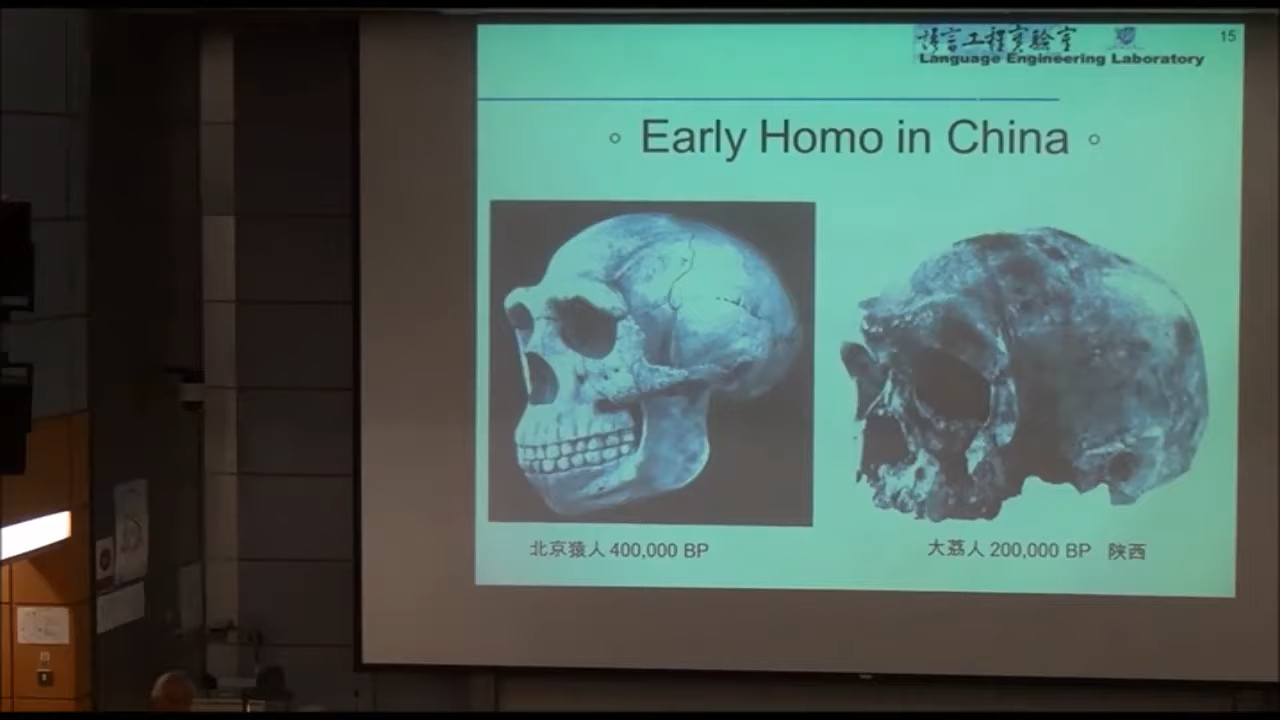 語言工程實驗室
Language Engineering Laboratory
15
Early Homo in China
北京猿人 400,000 BP
大荔人 200,000 BP 陕西